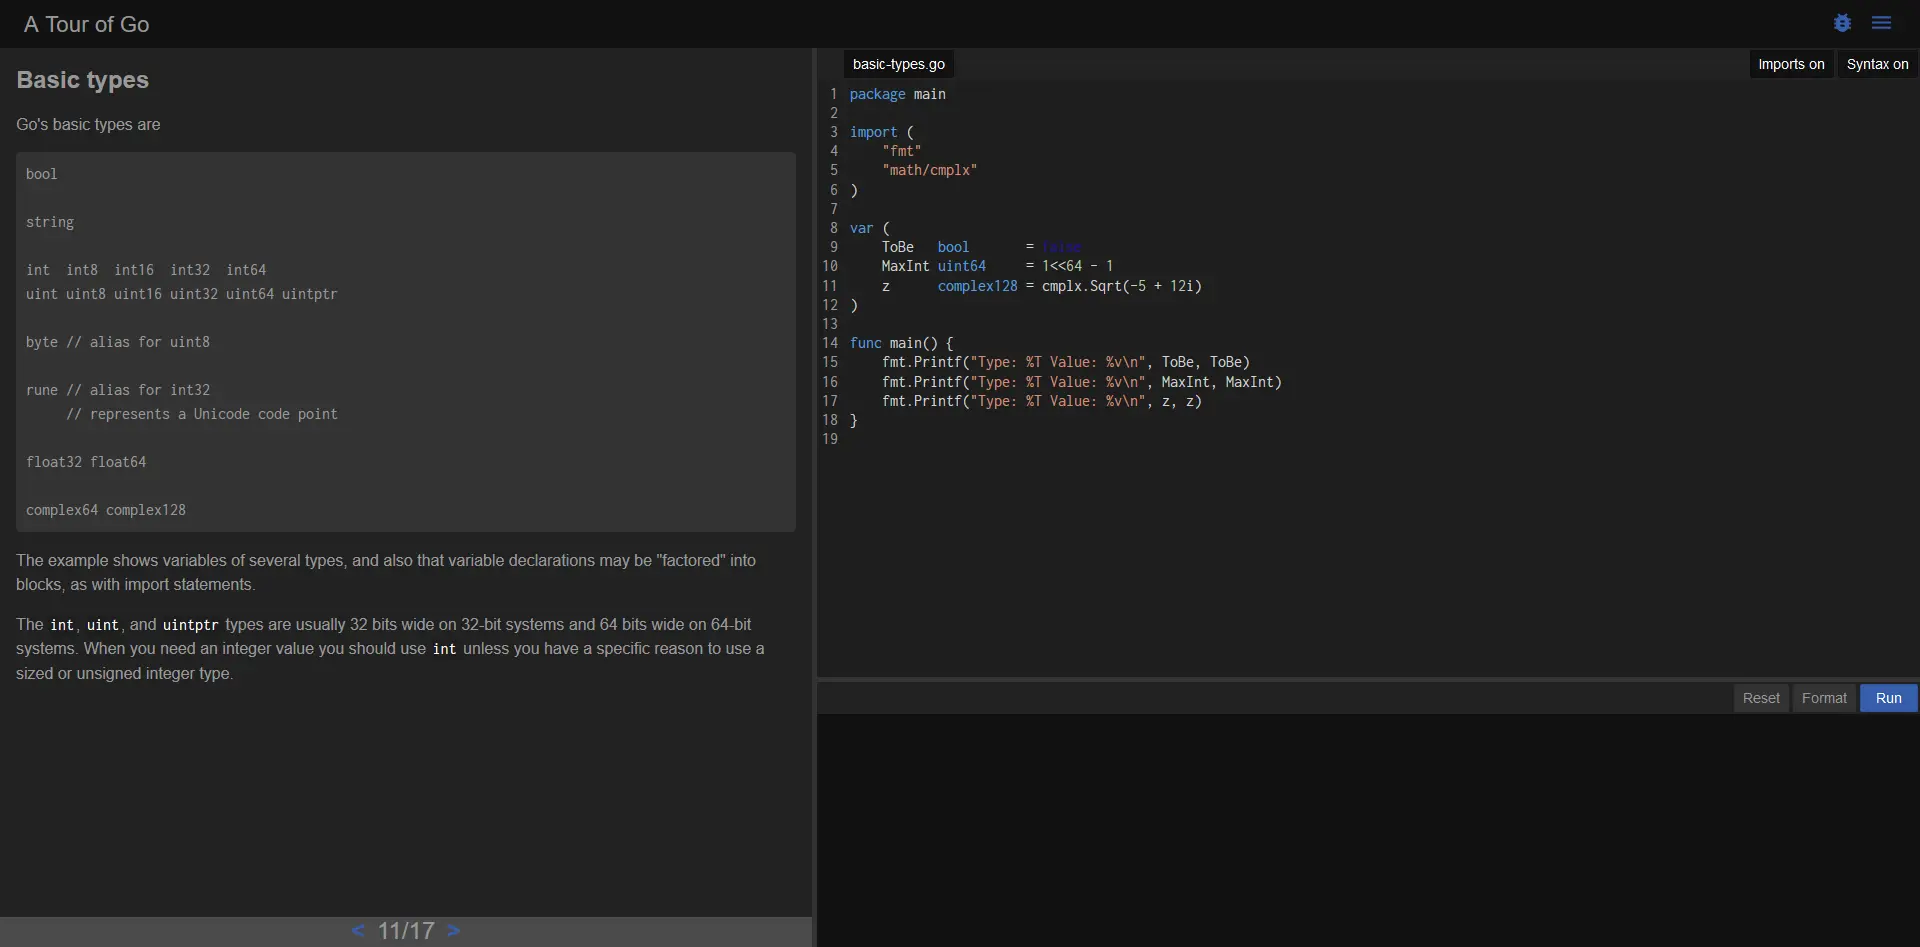 A Tour of Go
Basic types
Go's basic types are
bool
string
int  int8  int16  int32  int64
uint uint8 uint16 uint32 uint64 uintptr
byte // alias for uint8
rune // alias for int32
     // represents a Unicode code point
float32 float64
complex64 complex128
The example shows variables of several types, and also that variable declarations may be "factored" into
blocks, as with import statements.
The int, uint, and uintptr types are usually 32 bits wide on 32-bit systems and 64 bits wide on 64-bit
systems. When you need an integer value you should use int unless you have a specific reason to use a
sized or unsigned integer type.
< 11/17 >
basic-types.go
Imports on
Syntax on
1 package main
2
3 import (
4     "fmt"
5     "math/cmplx"
6 )
7
8 var (
9     ToBe   bool       = false
10     MaxInt uint64     = 1<<64 - 1
11     z      complex128 = cmplx.Sqrt(-5 + 12i)
12 )
13
14 func main() {
15     fmt.Printf("Type: %T Value: %v\n", ToBe, ToBe)
16     fmt.Printf("Type: %T Value: %v\n", MaxInt, MaxInt)
17     fmt.Printf("Type: %T Value: %v\n", z, z)
18 }
19
Reset
Format
Run